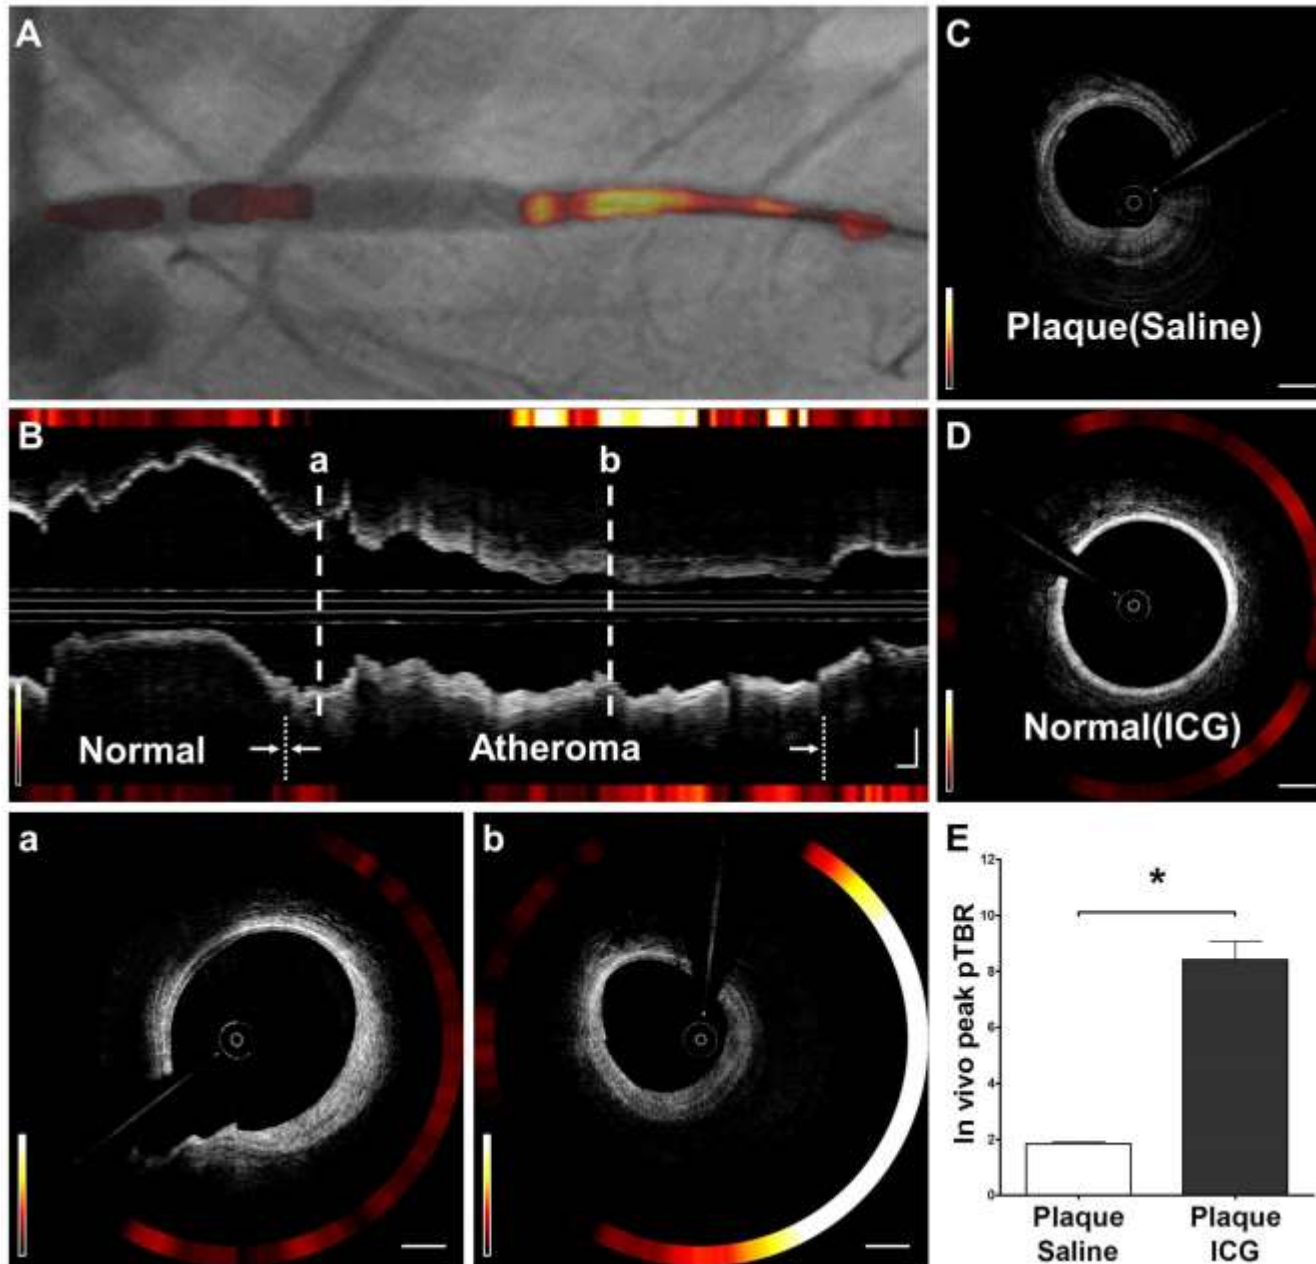 A
C
Plaque(Saline)
B
a
b
Normal
Atheroma
D
Normal(ICG)
a
b
E
12
10
8
6
4
2
0
In vivo peak pTBR
*
Plaque Saline
Plaque ICG